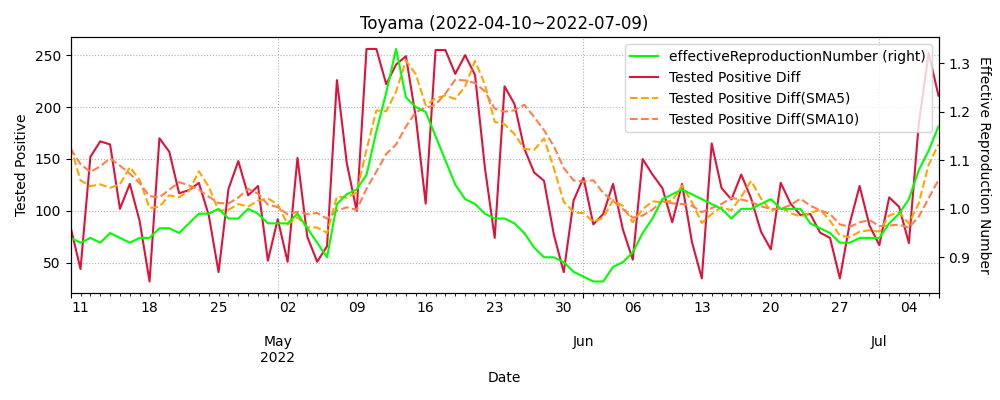 Toyama (2022-04-10~2022-07-09)
effectiveReproductionNumber (right)
Tested Positive Diff
Tested Positive Diff(SMA5)
Tested Positive Diff(SMA10)
Tested Positive
250
200
150
100
50
1.3
1.2
1.1
1.0
0.9
Effective Reproduction Number
11 18 25 02 09 16 23 30 06 13 20 27 04
May Jun Jul
2022
Date